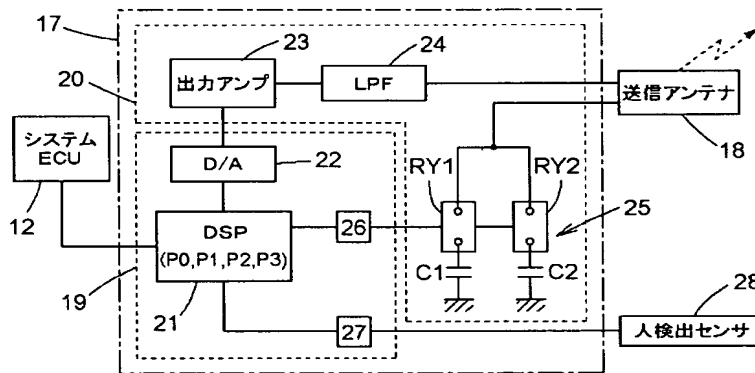 17
23
24
出力アンプ
LPF
20
送信アンテナ
システム
ECU
22
D/A
18
12
RY1
RY2
DSP
(P0,P1,P2,P3)
26
25
C1
C2
19
21
27
28
人検出センサ